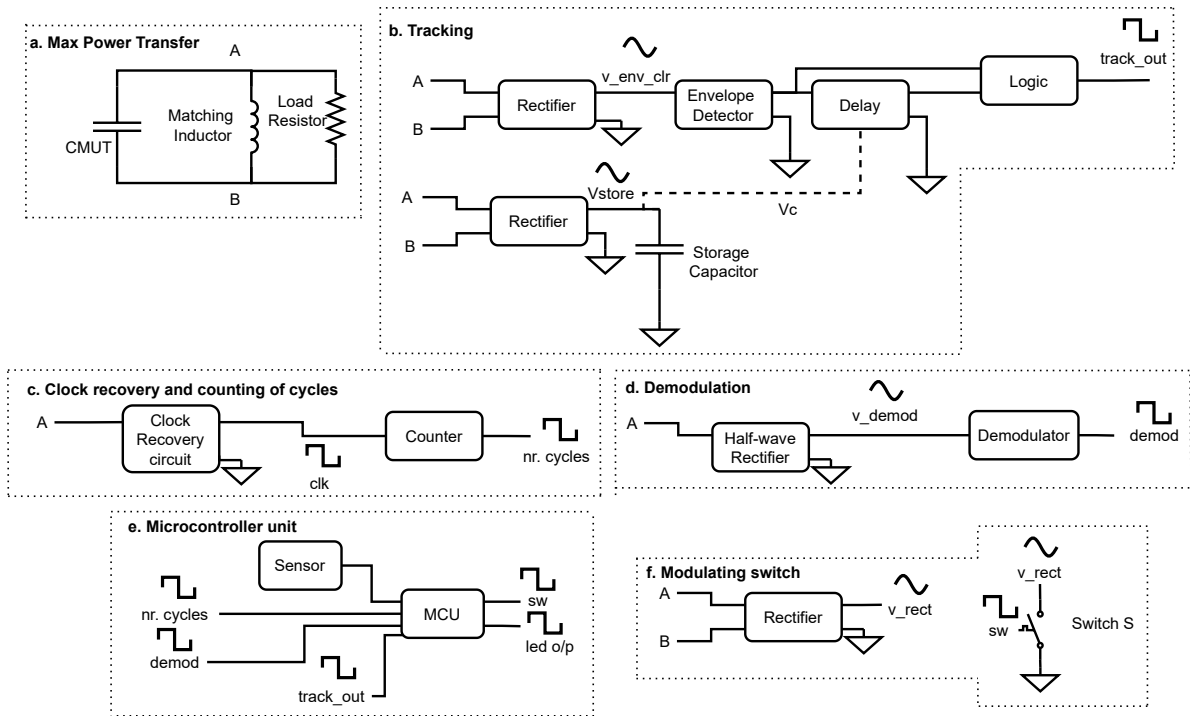 a. Max Power Transfer
A
Matching
Inductor
Load
Resistor
CMUT
B
b. Tracking
A
B
Rectifier
v_env_clr
Envelope
Detector
Delay
Logic
track_out
Vstore
Vc
A
B
Rectifier
Storage
Capacitor
c. Clock recovery and counting of cycles
A
Clock
Recovery
circuit
clk
Counter
nr. cycles
d. Demodulation
A
Half-wave
Rectifier
v_demod
Demodulator
demod
e. Microcontroller unit
Sensor
nr. cycles
demod
track_out
MCU
sw
led o/p
f. Modulating switch
A
B
Rectifier
v_rect
v_rect
sw
Switch S